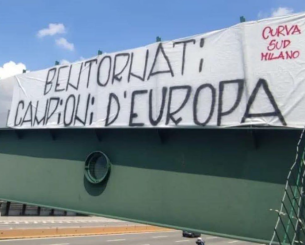 BENTORNATi
CAMPiONi D'EUROPA
CURVA
SUD
MILANO